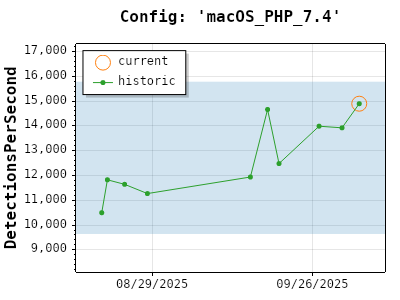 Config: 'macOS_PHP_7.4'
DetectionsPerSecond
17,000
16,000
15,000
14,000
13,000
12,000
11,000
10,000
9,000
current
historic
08/29/2025
09/26/2025